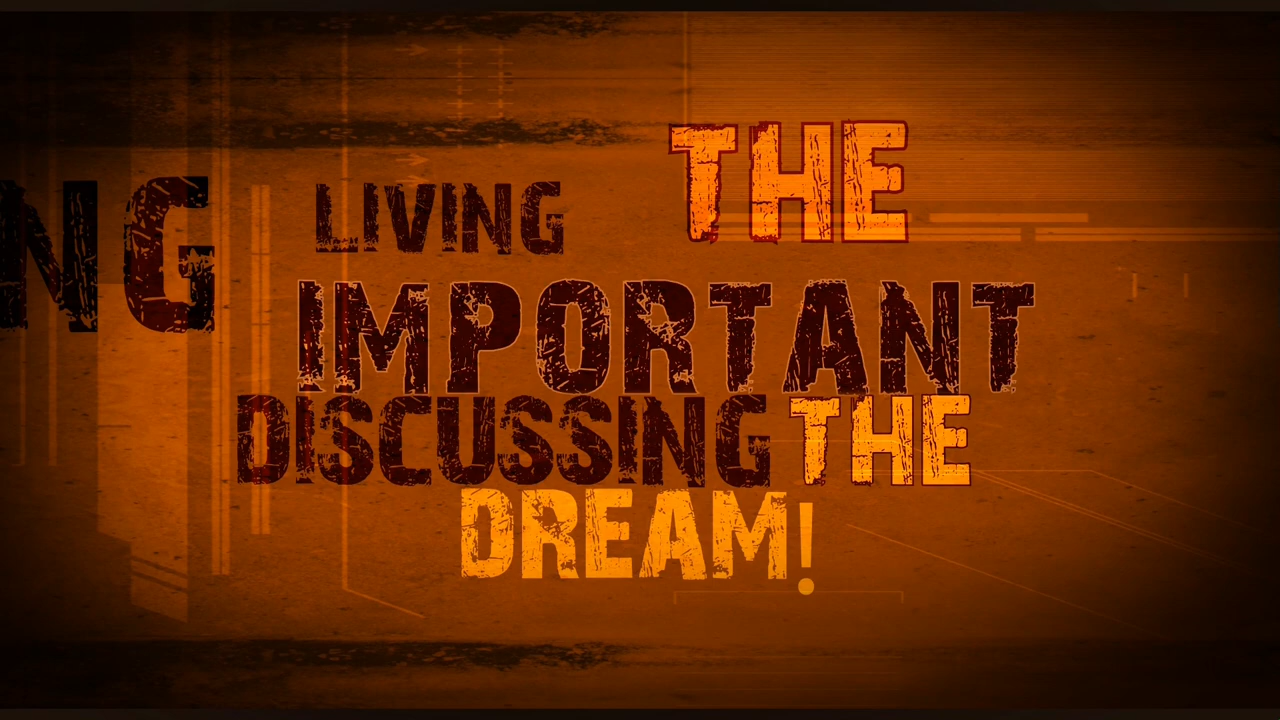 NG LIVING THE
IMPORTANT
DISCUSSING THE
DREAM!